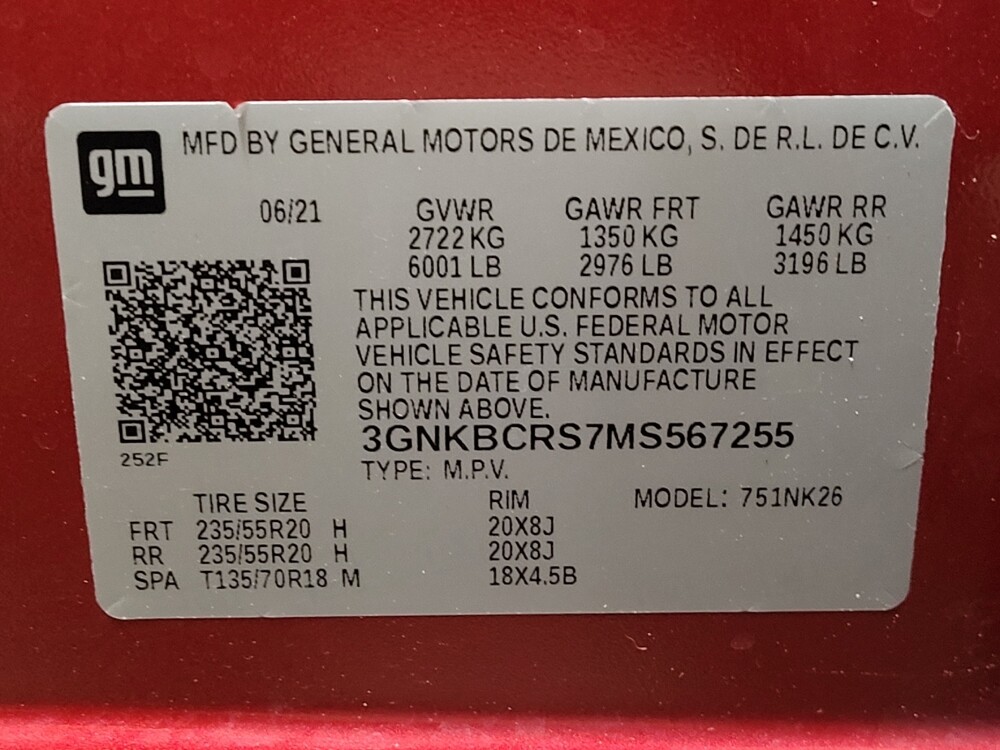 gm
MFD BY GENERAL MOTORS DE MEXICO, S. DE R.L. DE C.V.
06/21 GVWR GAWR FRT GAWR RR
2722 KG 1350 KG 1450 KG
6001 LB 2976 LB 3196 LB
THIS VEHICLE CONFORMS TO ALL
APPLICABLE U.S. FEDERAL MOTOR
VEHICLE SAFETY STANDARDS IN EFFECT
ON THE DATE OF MANUFACTURE
SHOWN ABOVE.
3GNKBCRS7MS567255
252F
TYPE: M.P.V.
TIRE SIZE RIM MODEL: 751NK26
FRT 235/55R20 H 20X8J
RR 235/55R20 H 20X8J
SPA T135/70R18 M 18X4.5B